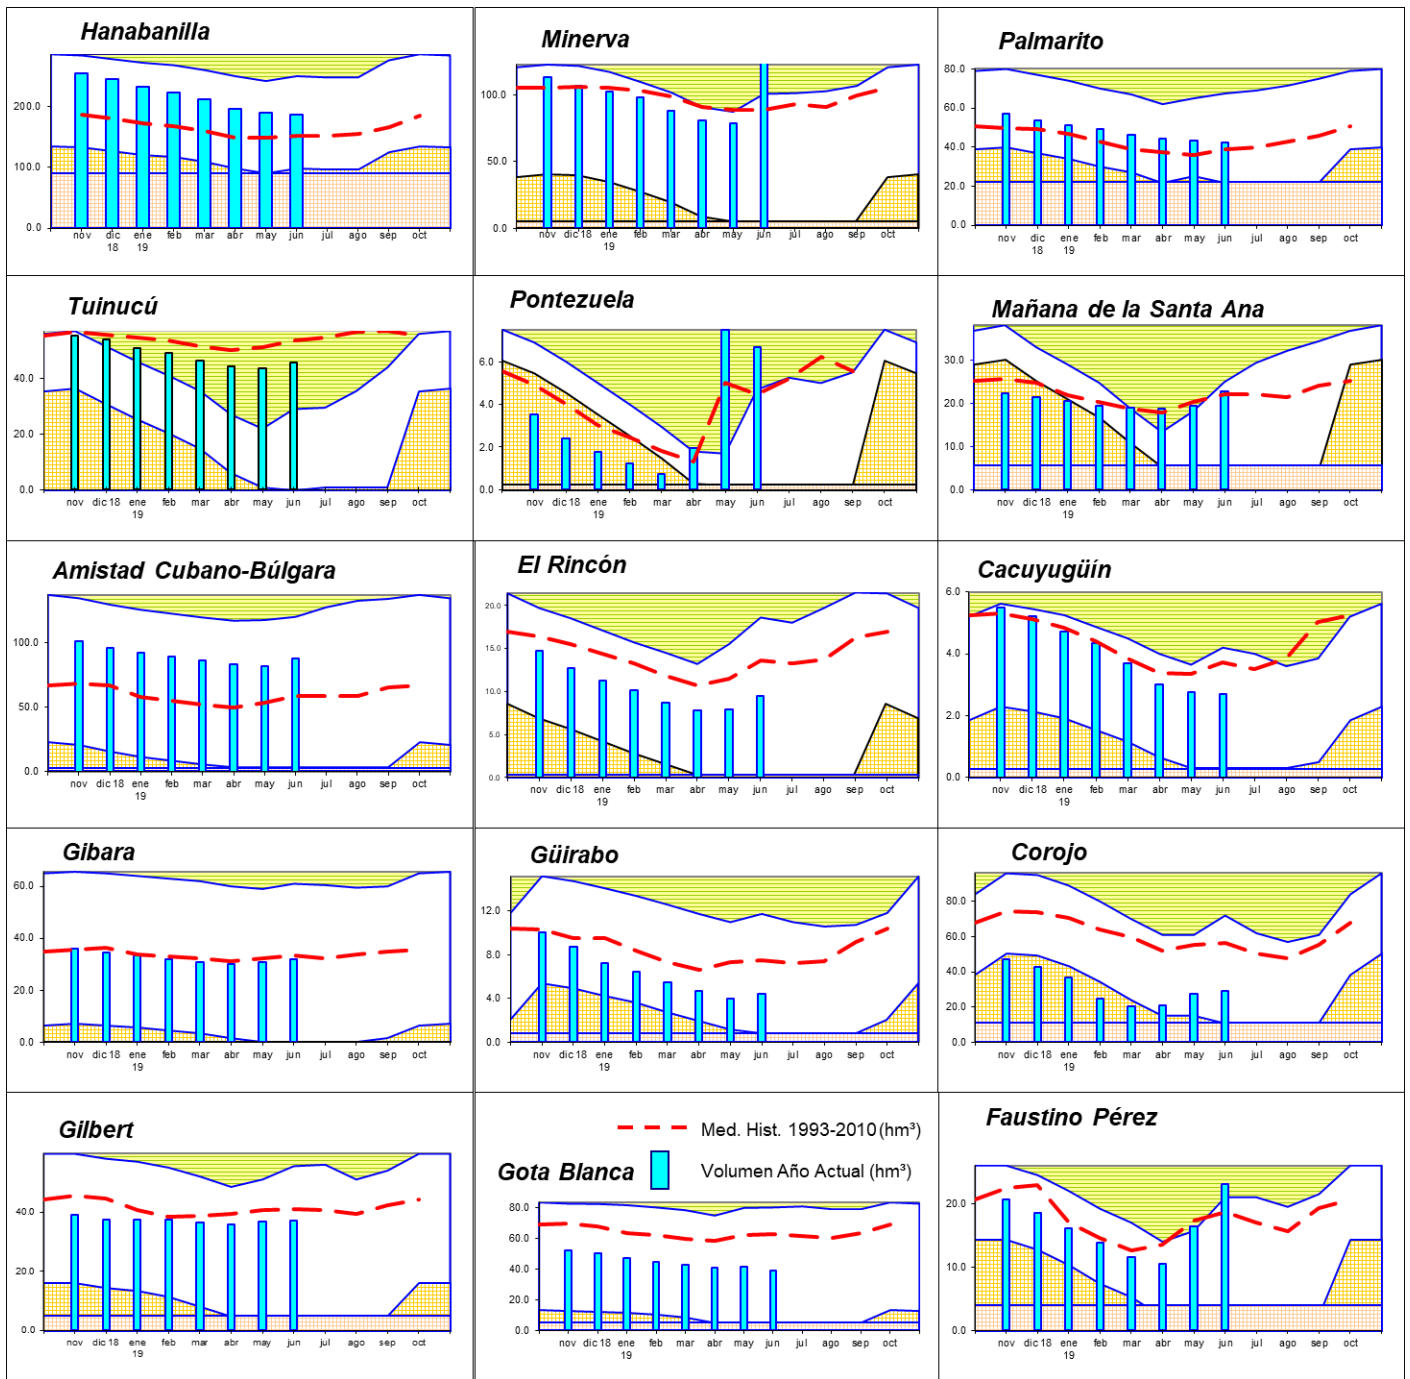 Hanabanilla
200.0
100.0
0.0
nov dic ene feb mar abr may jun jul ago sep oct
18 19
Minerva
100.0
50.0
0.0
nov dic 18 ene feb mar abr may jun jul ago sep oct
19
Palmarito
80.0
60.0
40.0
20.0
0.0
nov dic ene feb mar abr may jun jul ago sep oct
18 19
Tuinucú
40.0
20.0
0.0
nov dic 18 ene feb mar abr may jun jul ago sep oct
19
Pontezuela
6.0
4.0
2.0
0.0
nov dic 18 ene feb mar abr may jun jul ago sep oct
19
Mañana de la Santa Ana
30.0
20.0
10.0
0.0
nov dic 18 ene feb mar abr may jun jul ago sep oct
19
Amistad Cubano-Búlgara
100.0
50.0
0.0
nov dic 18 ene feb mar abr may jun jul ago sep oct
19
El Rincón
20.0
15.0
10.0
5.0
0.0
nov dic 18 ene feb mar abr may jun jul ago sep oct
19
Cacuyugüín
6.0
4.0
2.0
0.0
nov dic 18 ene feb mar abr may jun jul ago sep oct
19
Gibara
60.0
40.0
20.0
0.0
nov dic 18 ene feb mar abr may jun jul ago sep oct
19
Güirabo
12.0
8.0
4.0
0.0
nov dic 18 ene feb mar abr may jun jul ago sep oct
19
Corojo
80.0
60.0
40.0
20.0
0.0
nov dic 18 ene feb mar abr may jun jul ago sep oct
19
Gilbert
40.0
20.0
0.0
nov dic 18 ene feb mar abr may jun jul ago sep oct
19
Med. Hist. 1993-2010 (hm³)
Volumen Año Actual (hm³)
Gota Blanca
80.0
60.0
40.0
20.0
0.0
nov dic 18 ene feb mar abr may jun jul ago sep oct
19
Faustino Pérez
20.0
10.0
0.0
nov dic 18 ene feb mar abr may jun jul ago sep oct
19